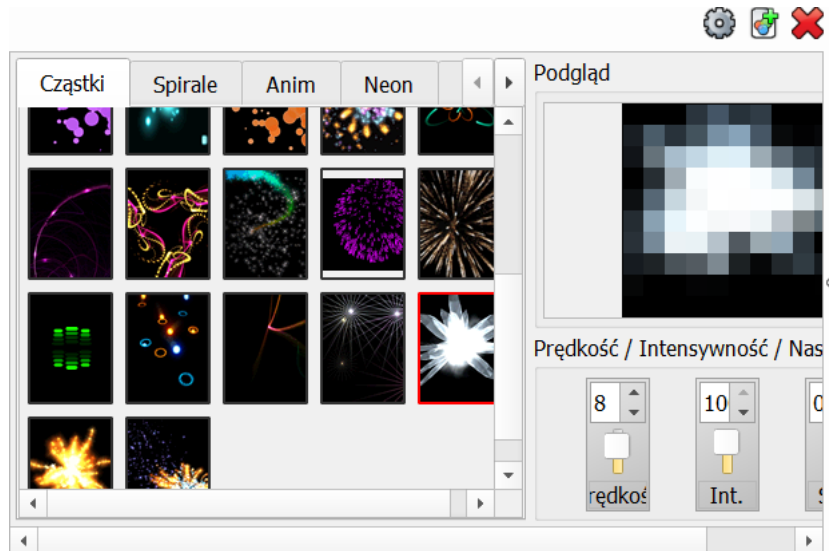 Cząstki Spirale Anim Neon
Podgląd
Prędkość / Intensywność / Nas
8 10
rędkoś Int.